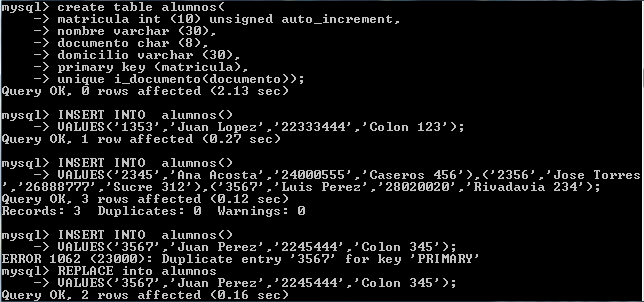 mysql> create table alumnos(
    -> matricula int (10) unsigned auto_increment,
    -> nombre varchar (30),
    -> documento char (8),
    -> domicilio varchar (30),
    -> primary key (matricula),
    -> unique i_documento(documento));
Query OK, 0 rows affected (2.13 sec)

mysql> INSERT INTO  alumnos()
    -> VALUES('1353','Juan Lopez','22333444','Colon 123');
Query OK, 1 row affected (0.27 sec)

mysql> INSERT INTO  alumnos()
    -> VALUES('2345','Ana Acosta','24000555','Caseros 456'),('2356','Jose Torres
','26888777','Sucre 312'),('3567','Luis Perez','28020020','Rivadavia 234');
Query OK, 3 rows affected (0.12 sec)
Records: 3  Duplicates: 0  Warnings: 0

mysql> INSERT INTO  alumnos()
    -> VALUES('3567','Juan Perez','2245444','Colon 345');
ERROR 1062 (23000): Duplicate entry '3567' for key 'PRIMARY'
mysql> REPLACE into alumnos
    -> VALUES('3567','Juan Perez','2245444','Colon 345');
Query OK, 2 rows affected (0.16 sec)